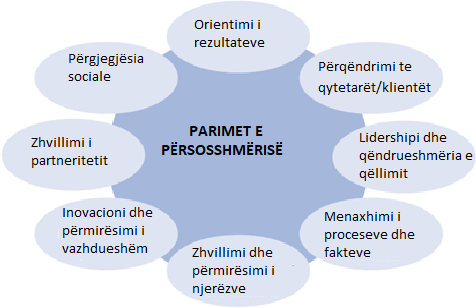 Orientimi i
rezultateve
Përqëndrimi te
qytetarët/klientët
Lidershipi dhe
qëndrueshmëria e
qëllimit
Menaxhimi i
proceseve dhe
fakteve
Zhvillimi dhe
përmirësimi i
njerëzve
Inovacioni dhe
përmirësimi i
vazhdueshëm
Zhvillimi i
partneritetit
Përgjegjësia
sociale
PARIMET E
PËRSOSSHMËRISË